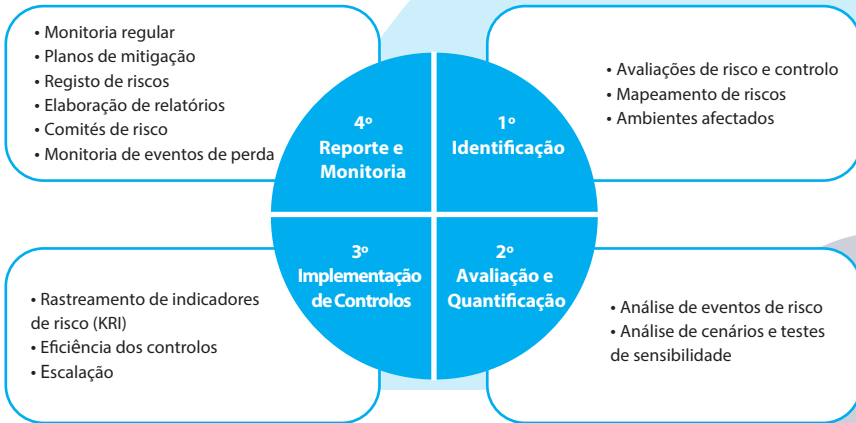 • Monitoria regular
• Planos de mitigação
• Registo de riscos
• Elaboração de relatórios
• Comités de risco
• Monitoria de eventos de perda
4º
Reporte e
Monitoria
1º
Identificação
• Avaliações de risco e controlo
• Mapeamento de riscos
• Ambientes afectados
• Rastreamento de indicadores
de risco (KRI)
• Eficiência dos controlos
• Escalação
3º
Implementação
de Controlos
2º
Avaliação e
Quantificação
• Análise de eventos de risco
• Análise de cenários e testes
de sensibilidade